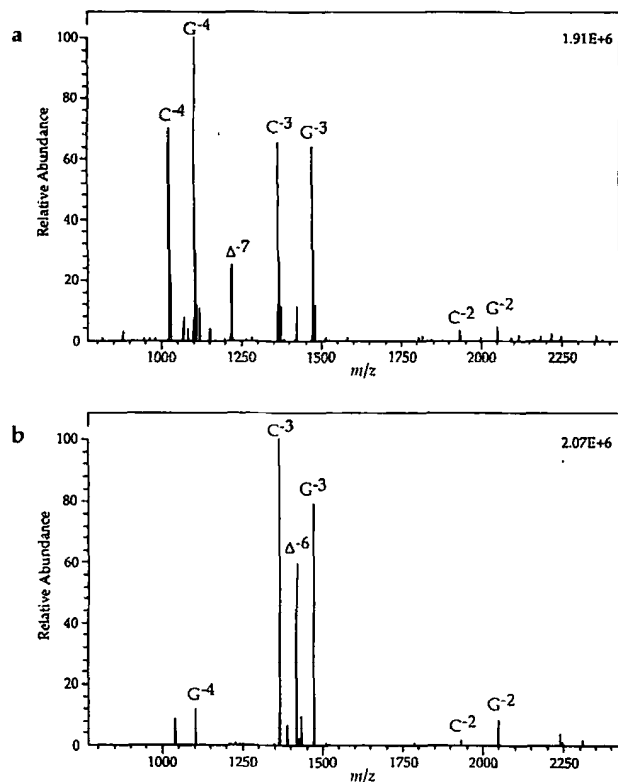 a
G-4
1.91E+6
100
80
60
40
20
0
Relative Abundance
C-4
C-3
G-3
Δ-7
C-2
G-2
1000
1250
1500
1750
2000
2250
m/z
b
C-3
2.07E+6
100
80
60
40
20
0
Relative Abundance
G-3
Δ-6
G-4
C-2
G-2
1000
1250
1500
1750
2000
2250
m/z